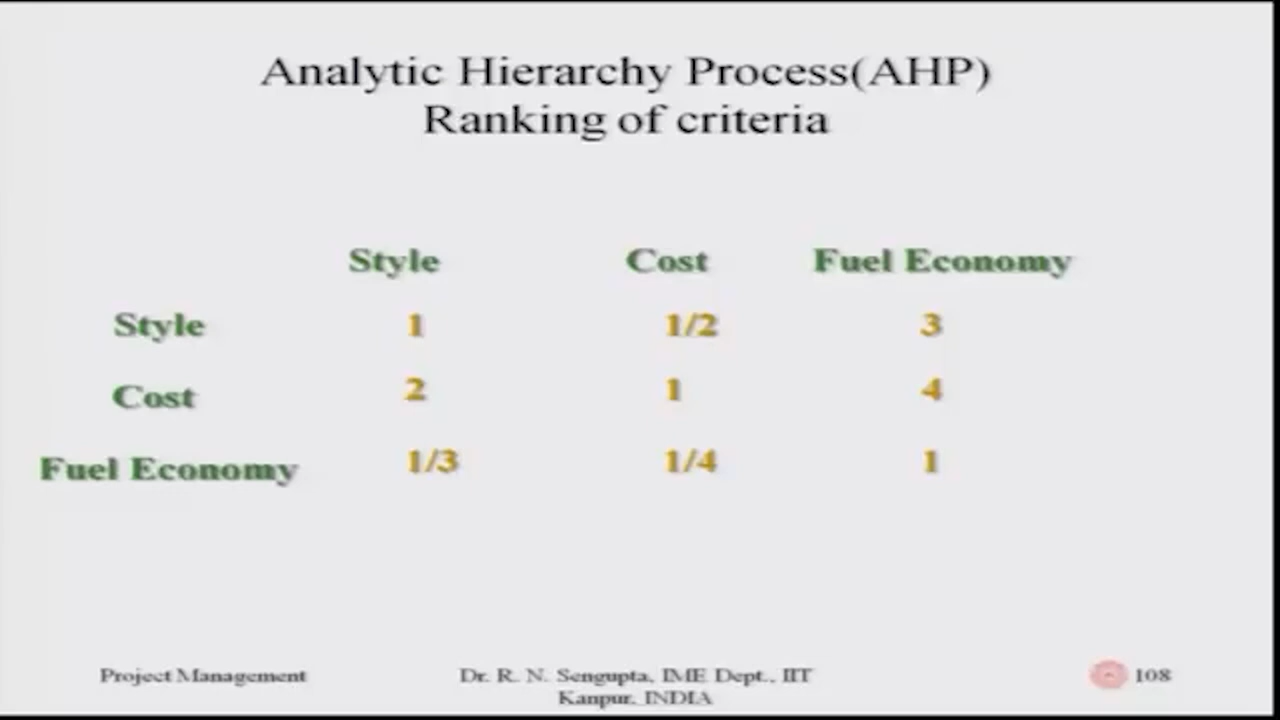 Analytic Hierarchy Process(AHP)
Ranking of criteria
Style Cost Fuel Economy
Style 1 1/2 3
Cost 2 1 4
Fuel Economy 1/3 1/4 1
Project Management
Dr. R. N. Sengupta, IME Dept., IIT
Kanpur, INDIA
108